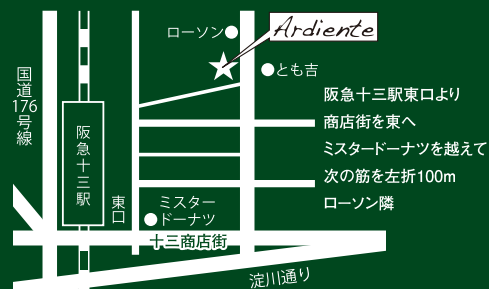 ローソン
Ardiente
とも吉
国道176号線
阪急十三駅
東口
ミスター
ドーナツ
十三商店街
淀川通り
阪急十三駅東口より
商店街を東へ
ミスタードーナツを越えて
次の筋を左折100m
ローソン隣